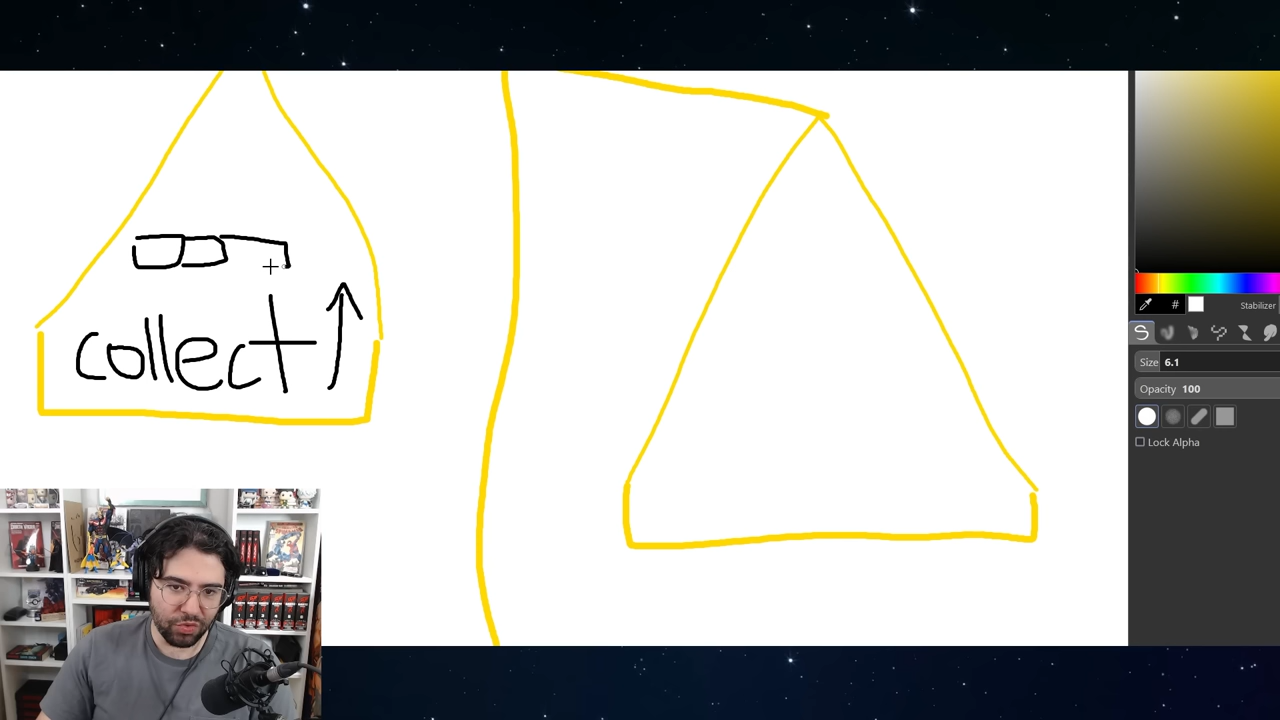 collect ↑
Stabilizer
#
Size 6.1
Opacity 100
Lock Alpha